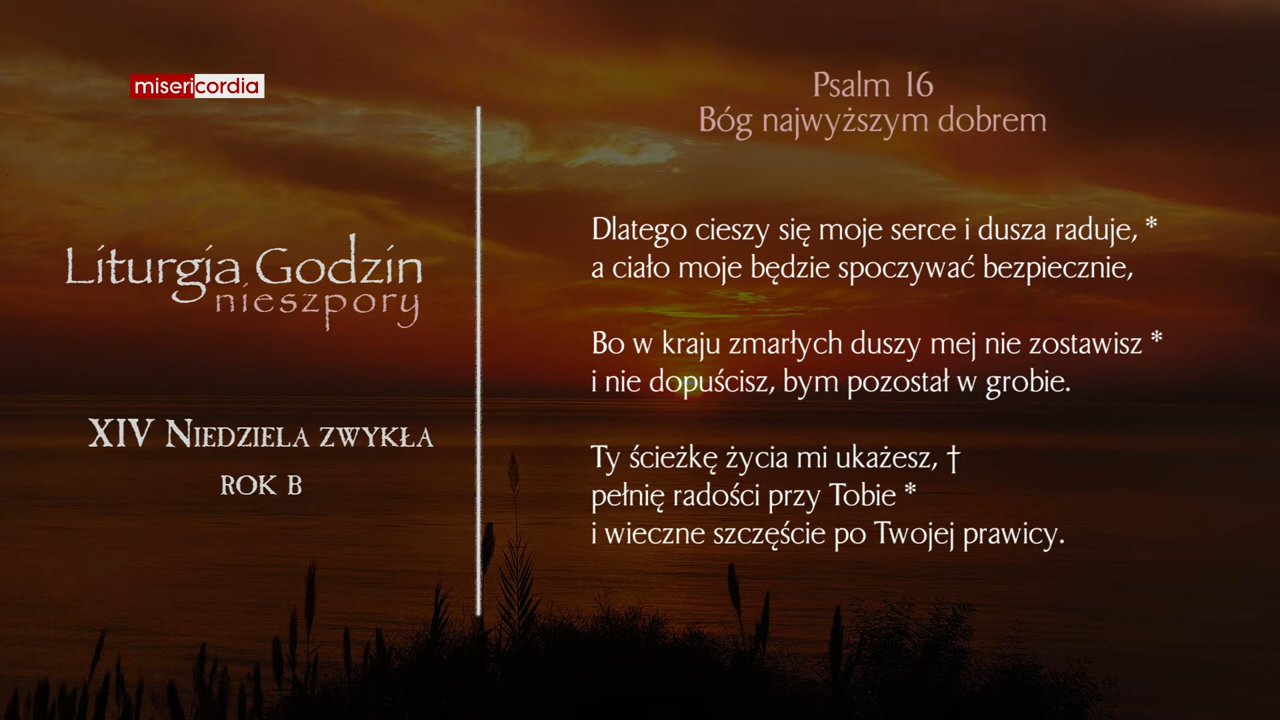 misericordia
Liturgia Godzin
nieszpory
XIV Niedziela zwykła
rok B
Psalm 16
Bóg najwyższym dobrem
Dlatego cieszy się moje serce i dusza raduje, *
a ciało moje będzie spoczywać bezpiecznie,
Bo w kraju zmarłych duszy mej nie zostawisz *
i nie dopuścisz, bym pozostał w grobie.
Ty ścieżkę życia mi ukażesz, †
pełnię radości przy Tobie *
i wieczne szczęście po Twojej prawicy.